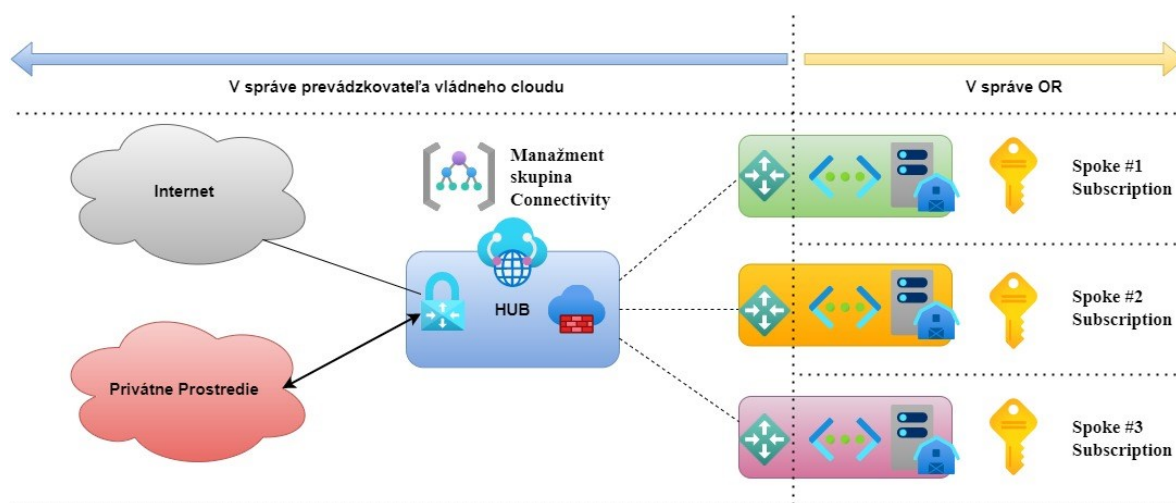 V správe prevádzkovateľa vládneho cloudu
V správe OR
Internet
Manažment
skupina
Connectivity
HUB
Privátne Prostredie
Spoke #1
Subscription
Spoke #2
Subscription
Spoke #3
Subscription